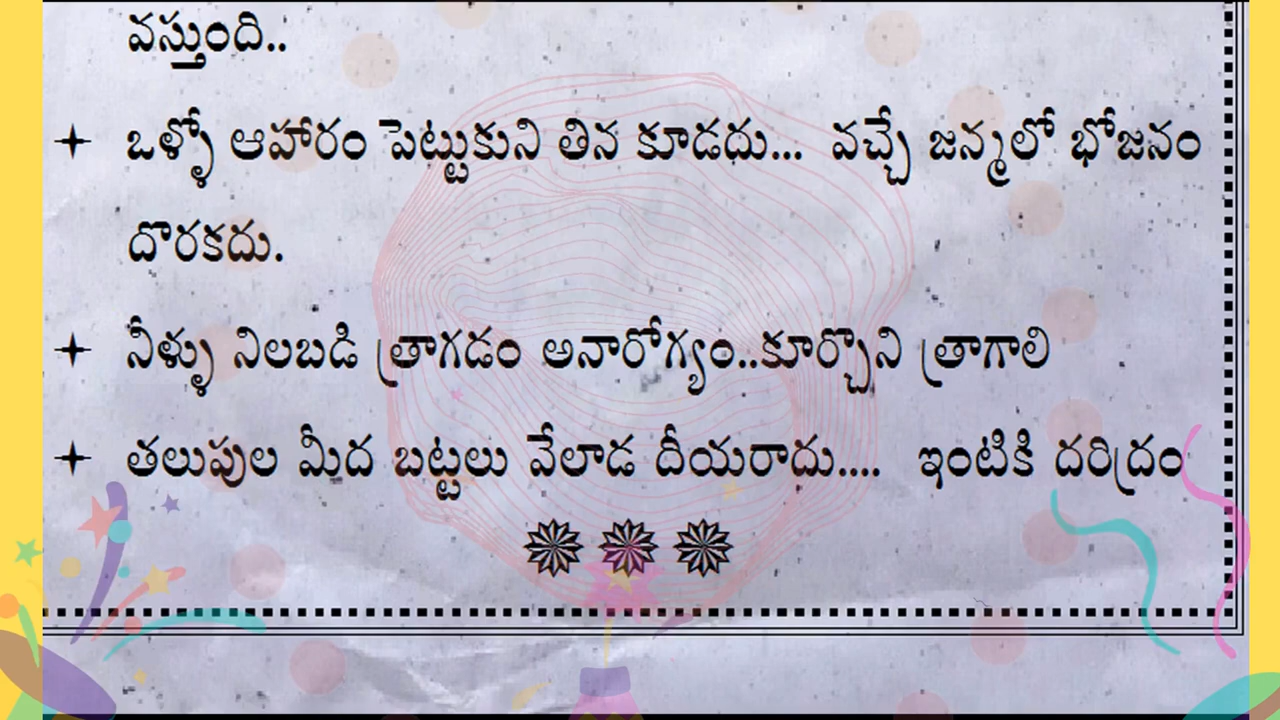 వస్తుంది..
ఒళ్ళో ఆహారం పెట్టుకుని తిన కూడదు... వచ్చే జన్మలో భోజనం
దొరకదు.
నీళ్ళు నిలబడి త్రాగడం అనారోగ్యం..కూర్చొని త్రాగాలి
తలుపుల మీద బట్టలు వేలాడ దీయరాదు.... ఇంటికి దరిద్రం